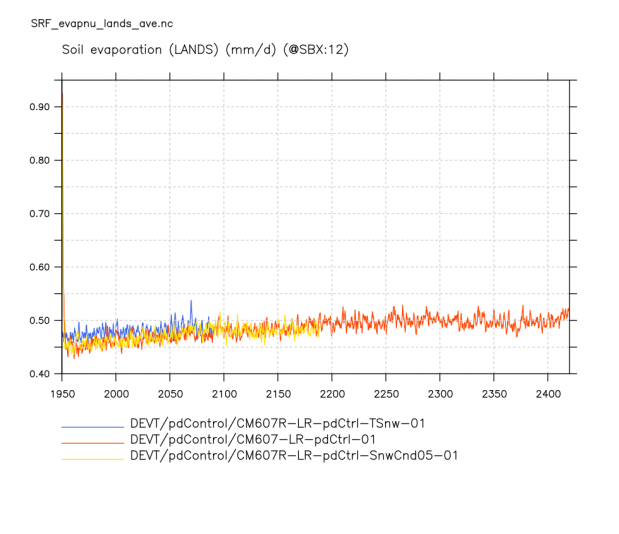 SRF_evapnu_lands_ave.nc
Soil evaporation (LANDS) (mm/d) (@SBX:12)
0.90
0.80
0.70
0.60
0.50
0.40
1950 2000 2050 2100 2150 2200 2250 2300 2350 2400
DEVT/pdControl/CM607R-LR-pdCtrl-TSnw-01
DEVT/pdControl/CM607-LR-pdCtrl-01
DEVT/pdControl/CM607R-LR-pdCtrl-SnwCnd05-01